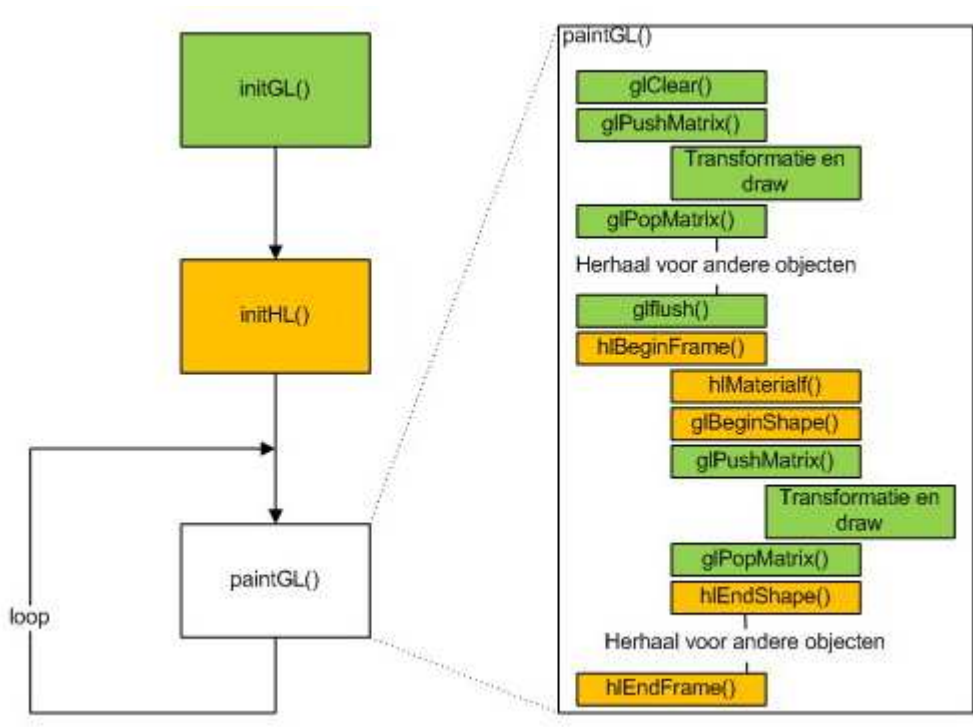 initGL()
initHL()
paintGL()
loop
paintGL()
glClear()
glPushMatrix()
Transformatie en
draw
glPopMatrix()
Herhaal voor andere objecten
glflush()
hlBeginFrame()
hlMaterialf()
glBeginShape()
glPushMatrix()
Transformatie en
draw
glPopMatrix()
hlEndShape()
Herhaal voor andere objecten
hlEndFrame()